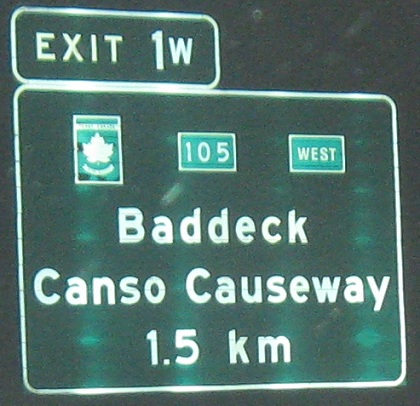 EXIT 1W
105 WEST
Baddeck
Canso Causeway
1.5 km